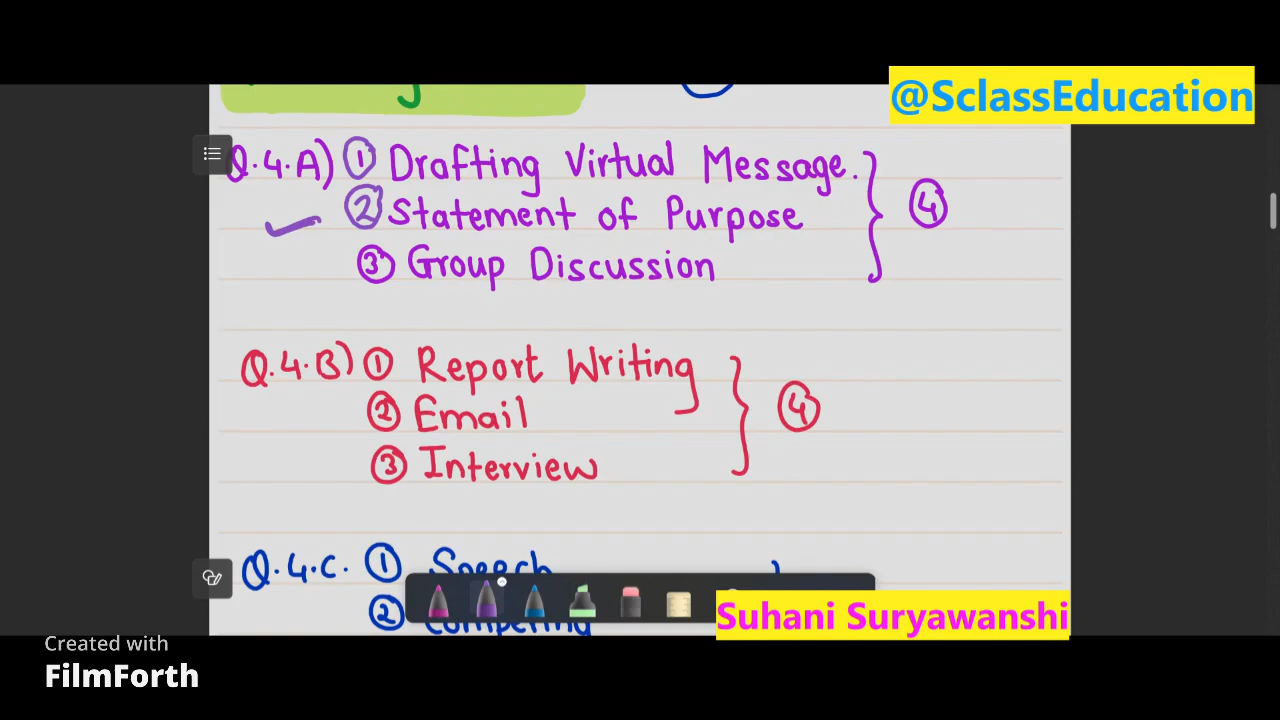 @SclassEducation
Q.4.A) ① Drafting Virtual Message.
② Statement of Purpose
③ Group Discussion
④
Q.4.B) ① Report Writing
② Email
③ Interview
④
Q.4.C. ① Speech
② Compering
Suhani Suryawanshi
Created with
FilmForth